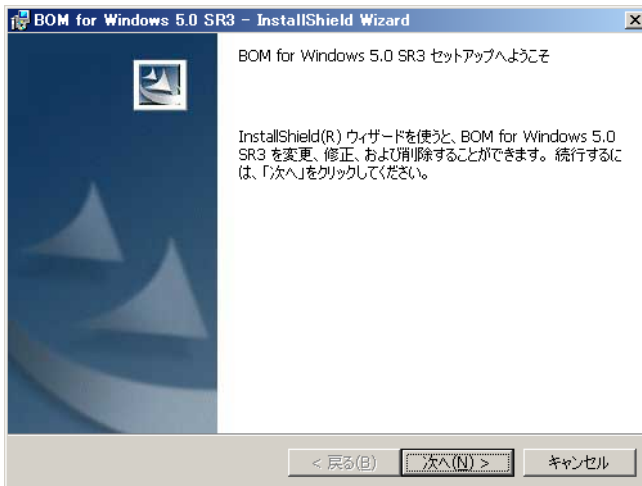 BOM for Windows 5.0 SR3 - InstallShield Wizard
BOM for Windows 5.0 SR3 セットアップへようこそ
InstallShield(R) ウィザードを使うと、BOM for Windows 5.0
SR3 を変更、修正、および削除することができます。続行するに
は、「次へ」をクリックしてください。
< 戻る(B)
次へ(N) >
キャンセル